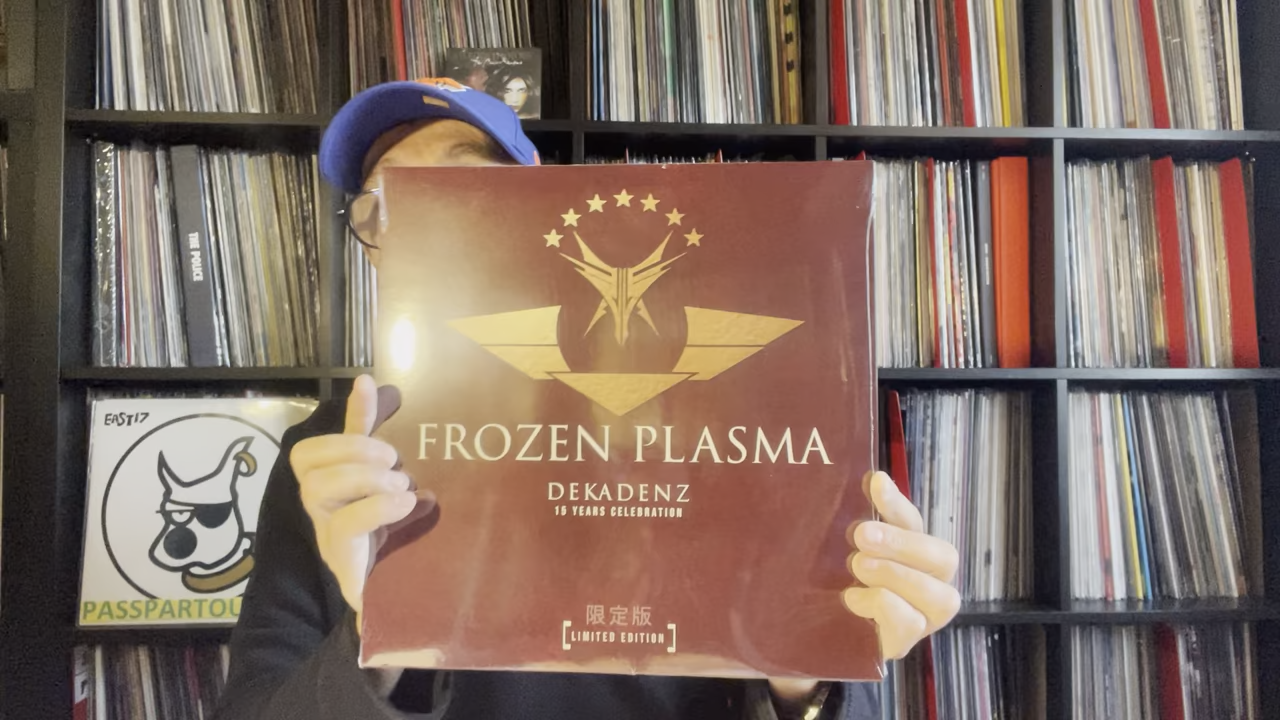 THE POLICE
EAST17
PASSPARTOU
FROZEN PLASMA
DEKADENZ
15 YEARS CELEBRATION
限定版
[LIMITED EDITION]